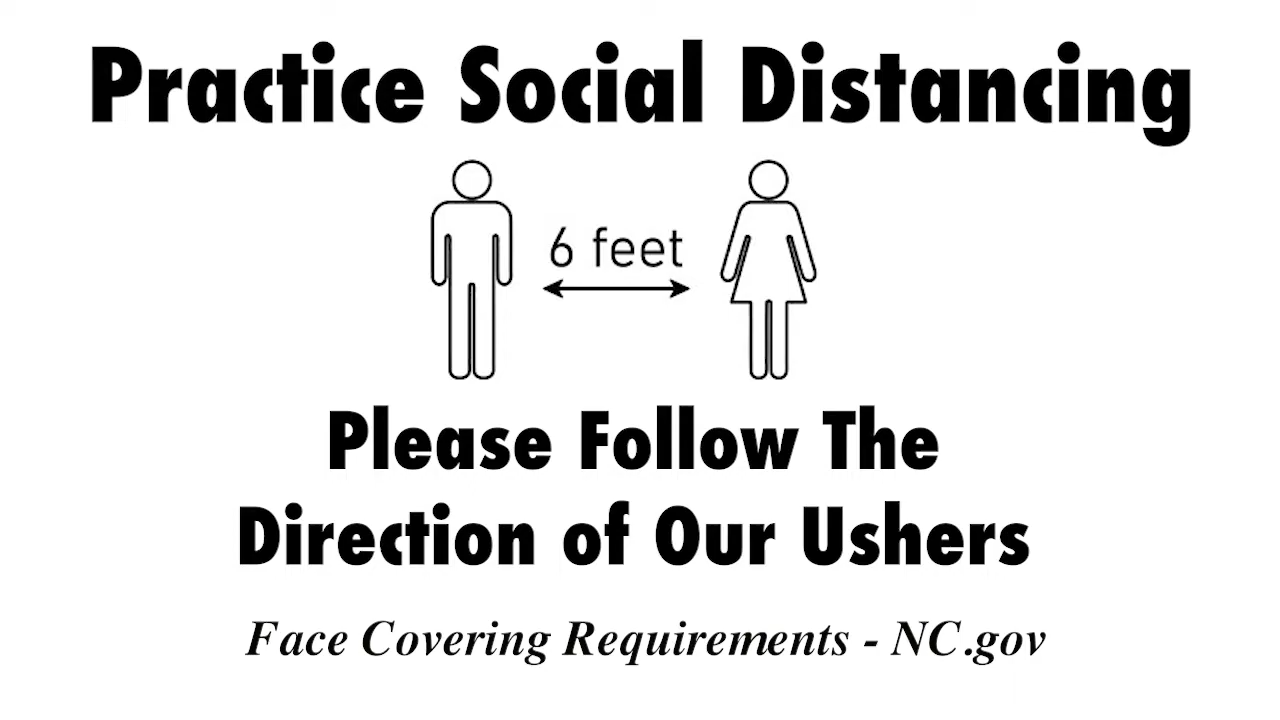 Practice Social Distancing
6 feet
Please Follow The
Direction of Our Ushers
Face Covering Requirements - NC.gov